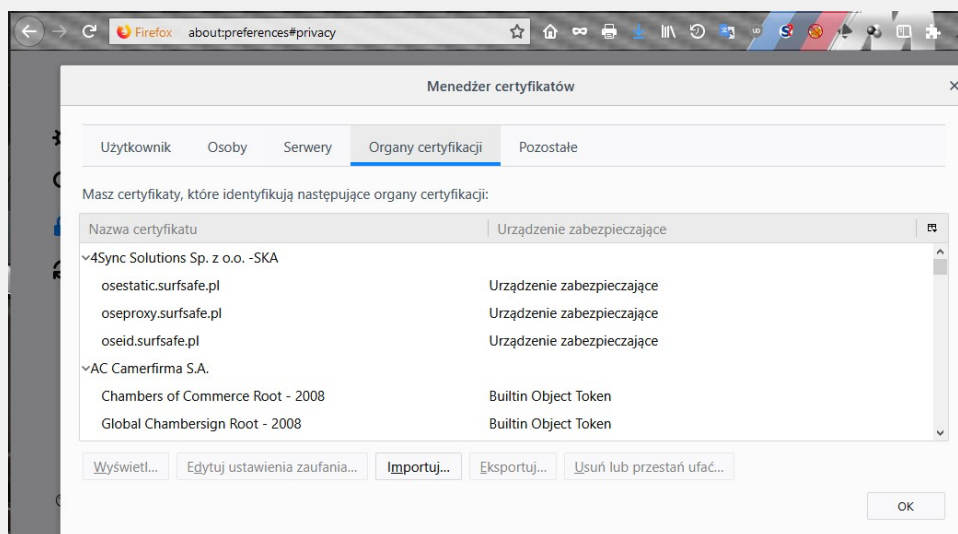 Firefox about:preferences#privacy
Menedżer certyfikatów
Użytkownik Osoby Serwery Organy certyfikacji Pozostałe
Masz certyfikaty, które identyfikują następujące organy certyfikacji:
Nazwa certyfikatu Urządzenie zabezpieczające
4Sync Solutions Sp. z o.o. -SKA
osestatic.surfsafe.pl Urządzenie zabezpieczające
oseproxy.surfsafe.pl Urządzenie zabezpieczające
oseid.surfsafe.pl Urządzenie zabezpieczające
AC Camerfirma S.A.
Chambers of Commerce Root - 2008 Builtin Object Token
Global Chambersign Root - 2008 Builtin Object Token
Wyświetl... Edytuj ustawienia zaufania... Importuj... Eksportuj... Usuń lub przestań ufać...
OK